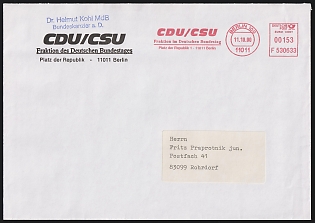 Dr. Helmut Kohl MdB
Bundeskanzler a. D.
CDU/CSU
Fraktion des Deutschen Bundestages
Platz der Republik - 11011 Berlin
CDU/CSU
Fraktion im Deutschen Bundestag
Platz der Republik 1 · 11011 Berlin
BERLIN
11011
00153
F 530633
Herrn
Fritz Praprotnik jun.
Postfach 41
83099 Rohrdorf